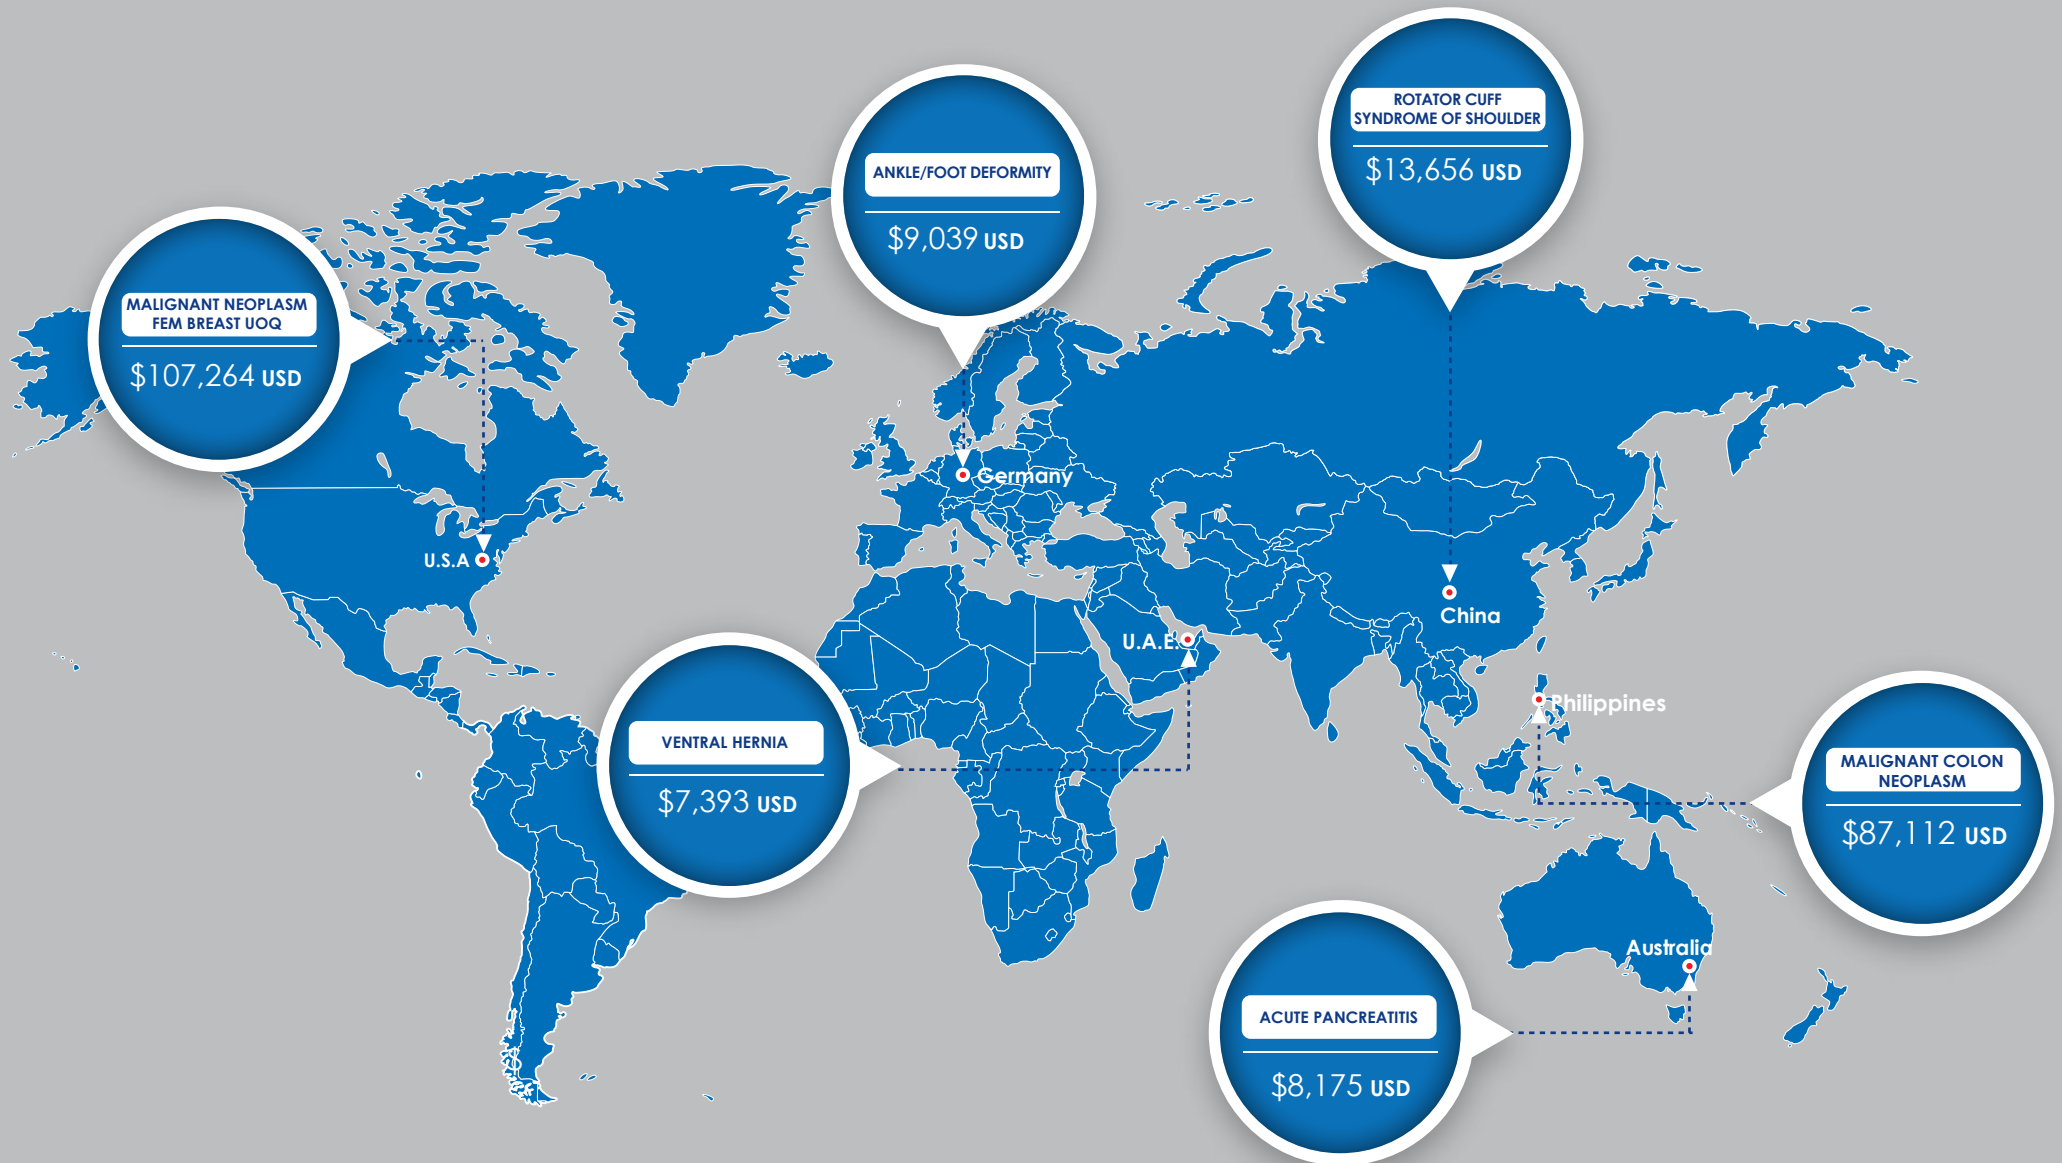 ROTATOR CUFF
SYNDROME OF SHOULDER
$13,656 USD
ANKLE/FOOT DEFORMITY
$9,039 USD
MALIGNANT NEOPLASM
FEM BREAST UOQ
$107,264 USD
Germany
U.S.A
China
U.A.E.
Philippines
VENTRAL HERNIA
$7,393 USD
MALIGNANT COLON
NEOPLASM
$87,112 USD
Australia
ACUTE PANCREATITIS
$8,175 USD
$